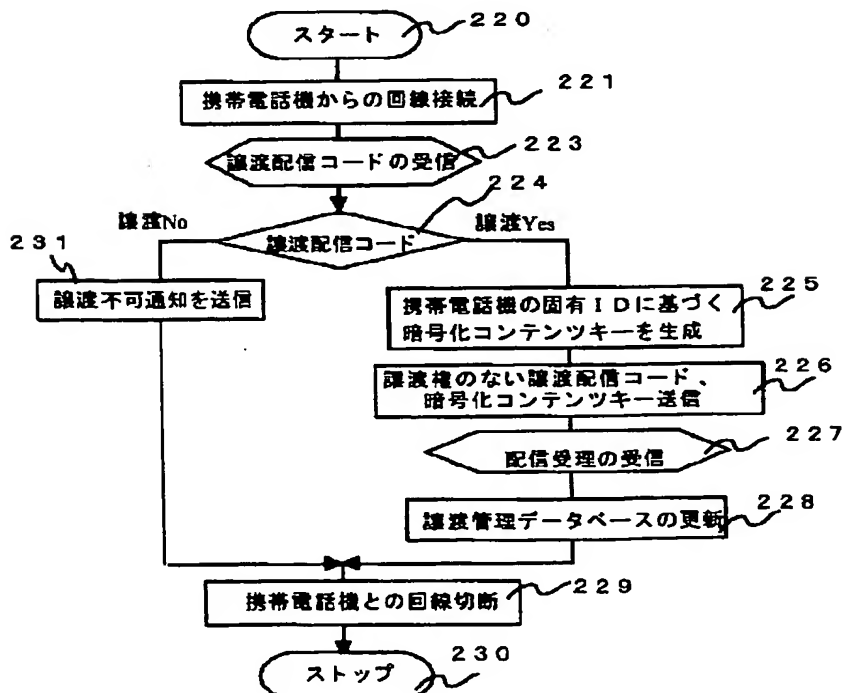 スタート
220
携帯電話機からの回線接続
221
譲渡配信コードの受信
223
224
譲渡No
譲渡配信コード
譲渡Yes
231
譲渡不可通知を送信
携帯電話機の固有IDに基づく
暗号化コンテンツキーを生成
225
譲渡権のない譲渡配信コード、
暗号化コンテンツキー送信
226
配信受理の受信
227
譲渡管理データベースの更新
228
携帯電話機との回線切断
229
ストップ
230